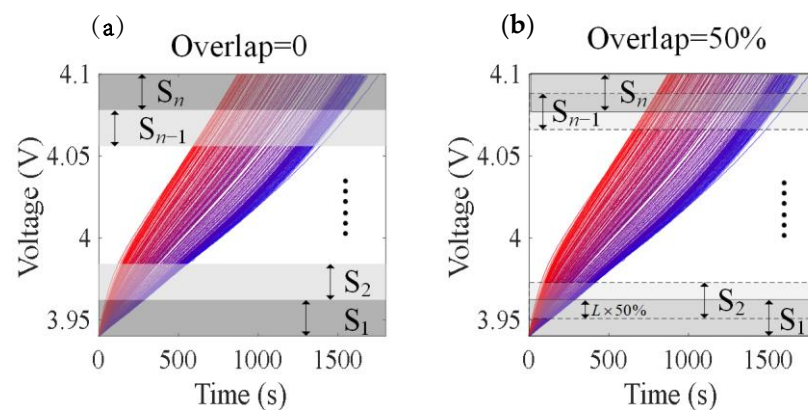 (a)
Overlap=0
4.1
4.05
4
3.95
Voltage (V)
Sn
Sn−1
S2
S1
0
500
1000
1500
Time (s)
(b)
Overlap=50%
4.1
4.05
4
3.95
Voltage (V)
Sn
Sn−1
S2
L×50%
S1
0
500
1000
1500
Time (s)